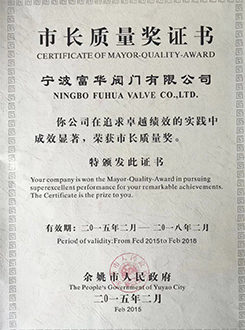 市长质量奖证书
CERTIFICATE OF MAYOR-QUALITY-AWARD
宁波富华阀门有限公司
NINGBO FUHUA VALVE CO.,LTD.
你公司在追求卓越绩效的实践中
成效显著，荣获市长质量奖。
特颁发此证书
Your company is won the Mayor-Quality-Award in pursuing
superexcellent performance for your remarkable achievements.
The Certificate is the prize to you.
有效期：二〇一五年二月一二〇一八年二月
Period of validity:From Fed 2015 to Feb 2018
余姚市人民政府
The People's Government of Yuyao City
二〇一五年二月
Feb 2015